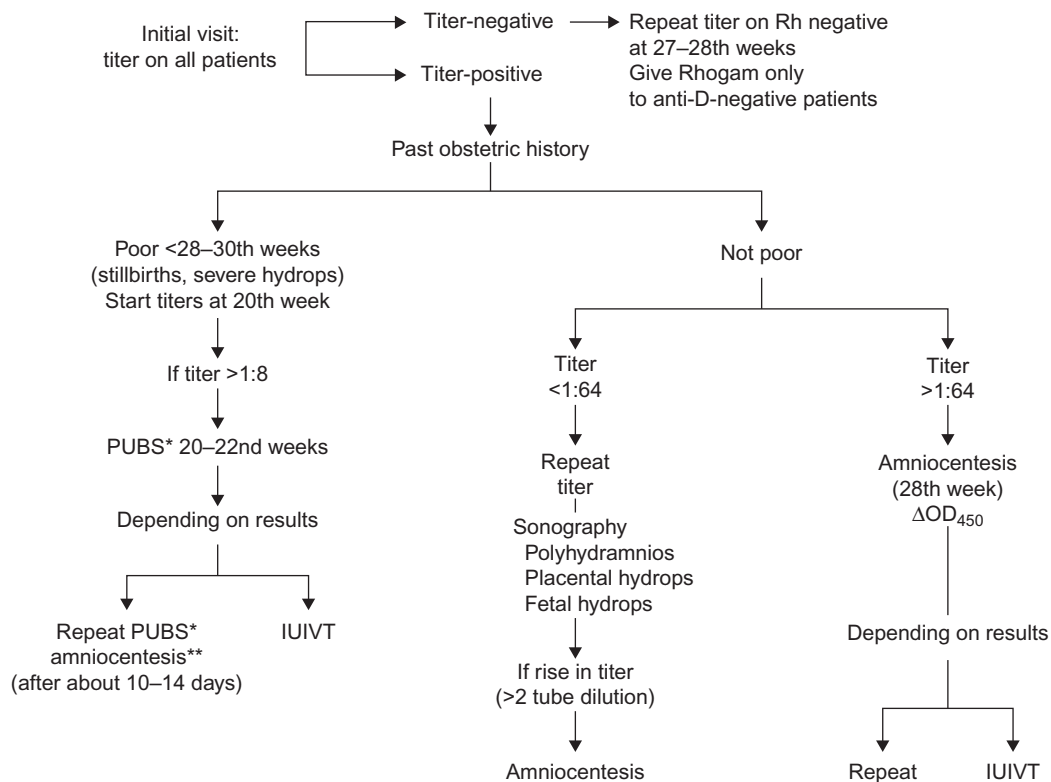 Initial visit:
titer on all patients
Titer-negative
Repeat titer on Rh negative
at 27–28th weeks
Give Rhogam only
to anti-D-negative patients
Titer-positive
Past obstetric history
Poor <28–30th weeks
(stillbirths, severe hydrops)
Start titers at 20th week
If titer >1:8
PUBS* 20–22nd weeks
Depending on results
Repeat PUBS*
amniocentesis**
(after about 10–14 days)
IUIVT
Not poor
Titer
<1:64
Repeat
titer
Sonography
Polyhydramnios
Placental hydrops
Fetal hydrops
If rise in titer
(>2 tube dilution)
Amniocentesis
Titer
>1:64
Amniocentesis
(28th week)
ΔOD₄₅₀
Depending on results
Repeat
IUIVT